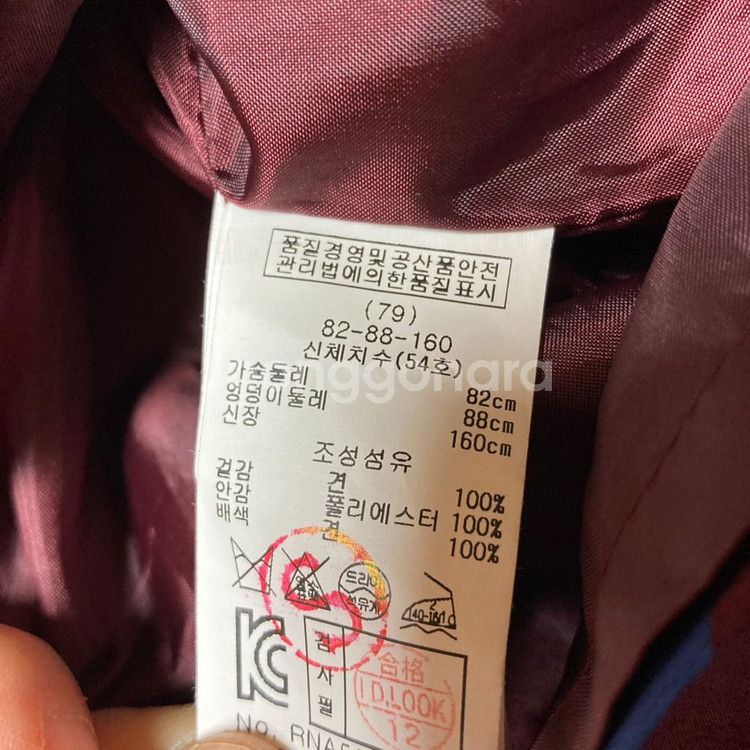 품질경영및공산품안전
관리법에의한품질표시
(79)
82-88-160
신체치수(54호)
가슴둘레 82cm
엉덩이둘레 88cm
신장 160cm
조성섬유
겉감 견 100%
안감 폴리에스터 100%
배색 견 100%
드라이
석유계
140-160℃
검사필
合格
I.D.LOOK
12